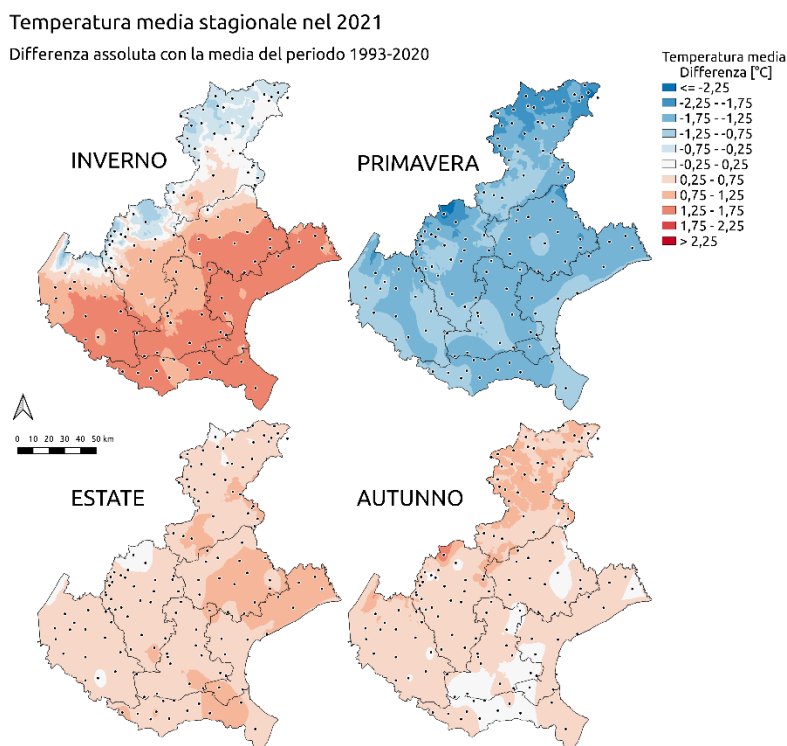 Temperatura media stagionale nel 2021
Differenza assoluta con la media del periodo 1993-2020
Temperatura media
Differenza [°C]
<= -2,25
-2,25 - -1,75
-1,75 - -1,25
-1,25 - -0,75
-0,75 - -0,25
-0,25 - 0,25
0,25 - 0,75
0,75 - 1,25
1,25 - 1,75
1,75 - 2,25
> 2,25
INVERNO
PRIMAVERA
0 10 20 30 40 50 km
ESTATE
AUTUNNO